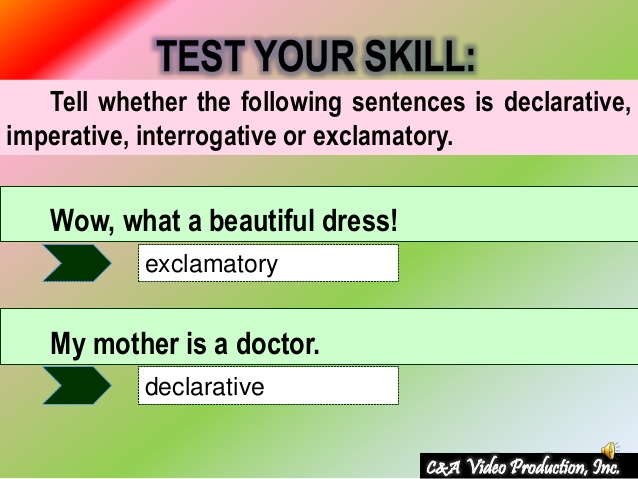 TEST YOUR SKILL:
Tell whether the following sentences is declarative,
imperative, interrogative or exclamatory.
Wow, what a beautiful dress!
exclamatory
My mother is a doctor.
declarative
C&A Video Production, Inc.